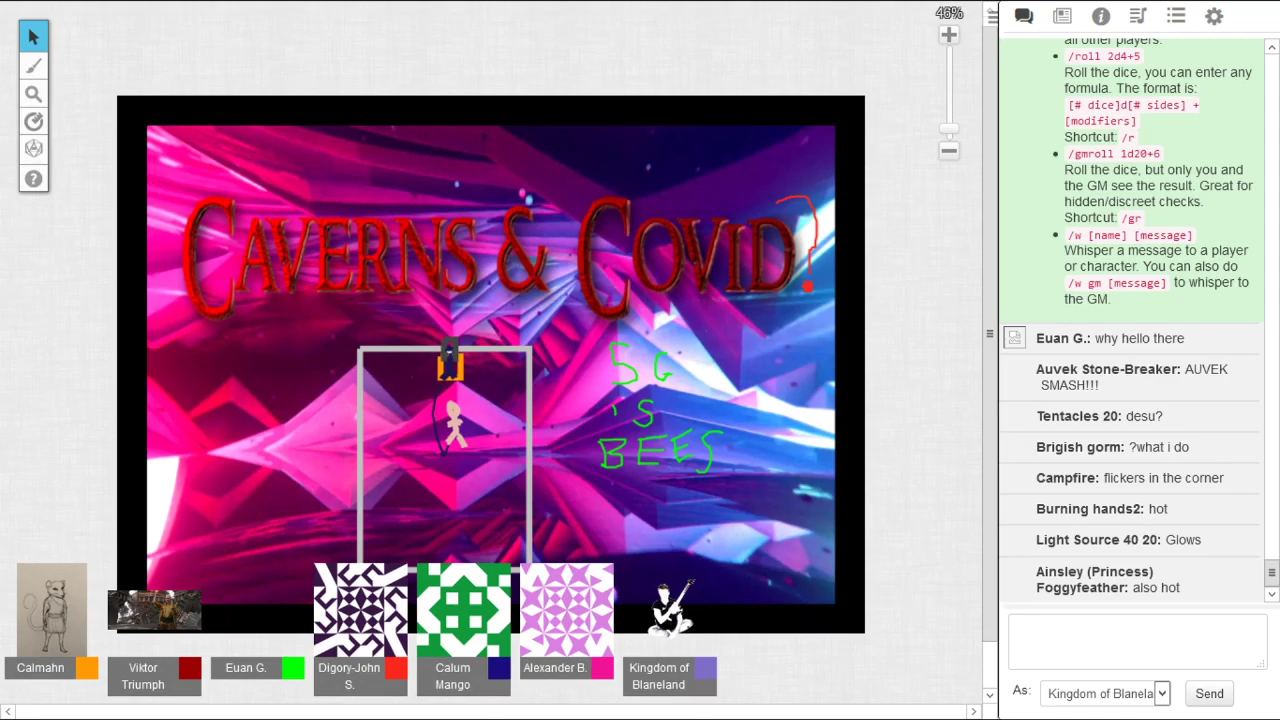 46%
CAVERNS & COVID?
5G
is
BEES
Calmahn
Viktor
Triumph
Euan G.
Digory-John
S.
Calum
Mango
Alexander B.
Kingdom of
Blaneland
all other players.
/roll 2d4+5
Roll the dice, you can enter any
formula. The format is:
[# dice]d[# sides] +
[modifiers]
Shortcut: /r
/gmroll 1d20+6
Roll the dice, but only you and
the GM see the result. Great for
hidden/discreet checks.
Shortcut: /gr
/w [name] [message]
Whisper a message to a player
or character. You can also do
/w gm [message] to whisper to
the GM.
Euan G.: why hello there
Auvek Stone-Breaker: AUVEK
SMASH!!!
Tentacles 20: desu?
Brigish gorm: ?what i do
Campfire: flickers in the corner
Burning hands2: hot
Light Source 40 20: Glows
Ainsley (Princess)
Foggyfeather: also hot
As: Kingdom of Blanela Send